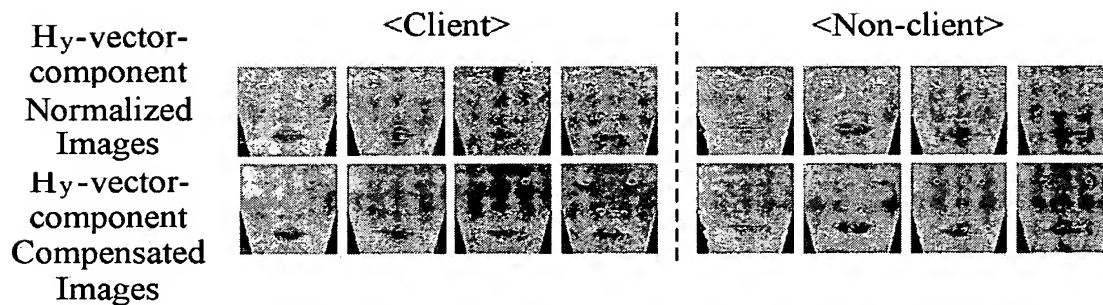 <Client>
<Non-client>
Hy-vector-
component
Normalized
Images
Hy-vector-
component
Compensated
Images